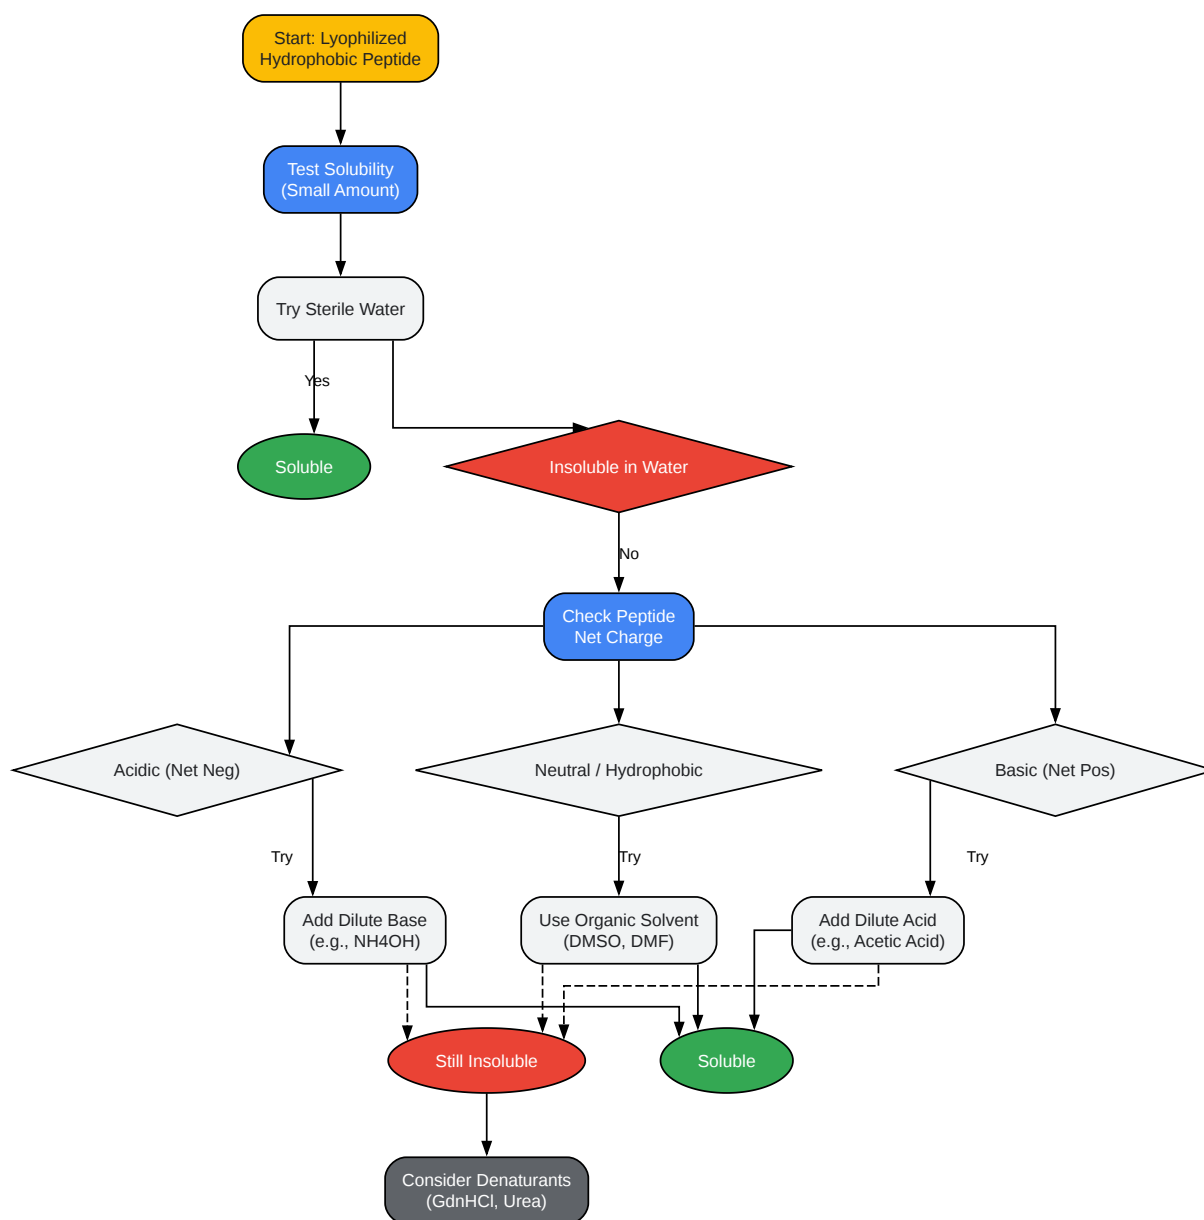 Start: Lyophilized
Hydrophobic Peptide
Test Solubility
(Small Amount)
Try Sterile Water
Yes
Soluble
Insoluble in Water
No
Check Peptide
Net Charge
Acidic (Net Neg)
Neutral / Hydrophobic
Basic (Net Pos)
Try
Try
Try
Add Dilute Base
(e.g., NH4OH)
Use Organic Solvent
(DMSO, DMF)
Add Dilute Acid
(e.g., Acetic Acid)
Still Insoluble
Soluble
Consider Denaturants
(GdnHCl, Urea)